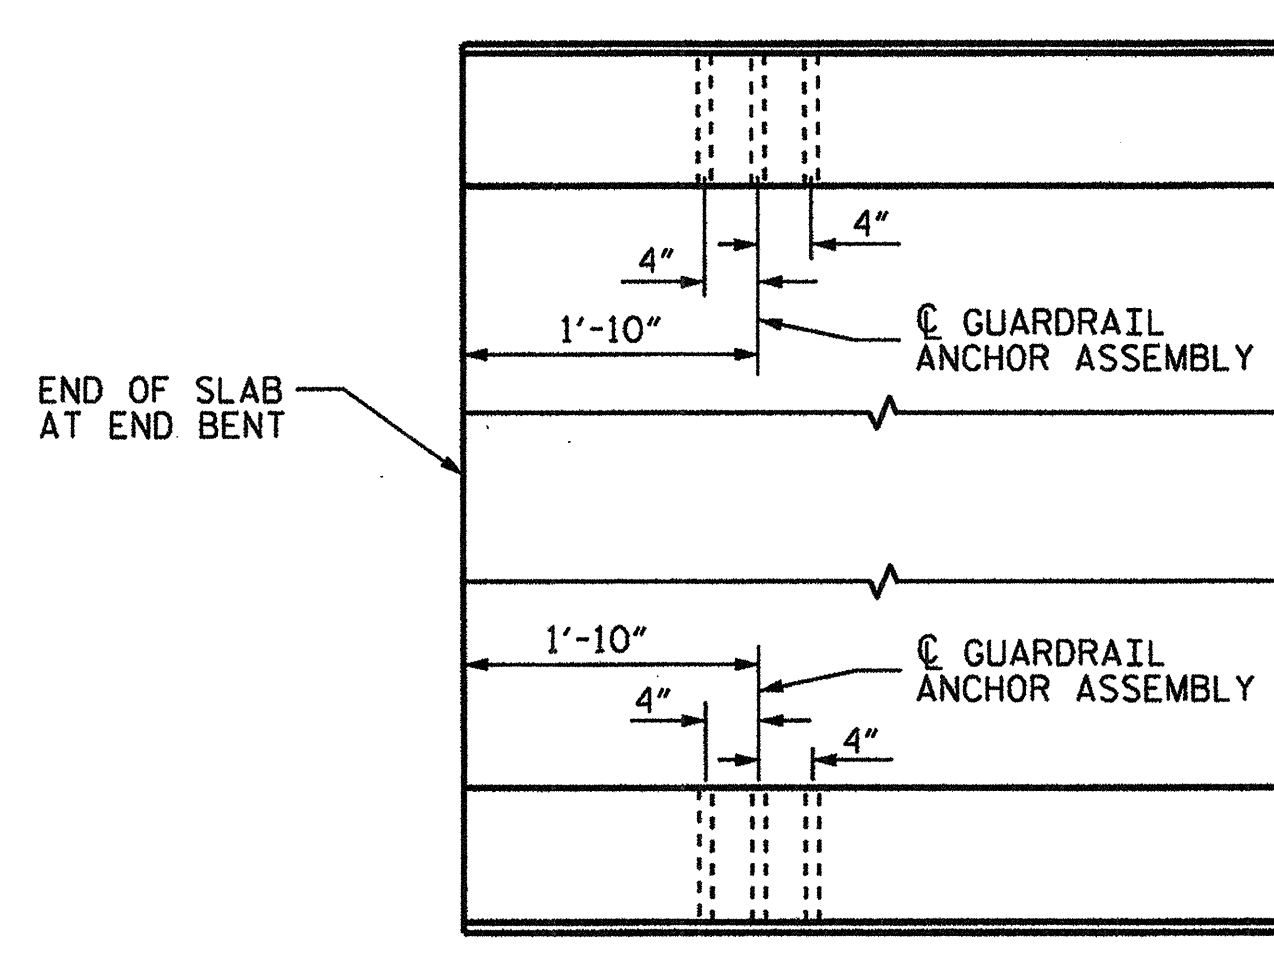 4"
4"
1'-10"
℄ GUARDRAIL
ANCHOR ASSEMBLY
END OF SLAB
AT END BENT
1'-10"
℄ GUARDRAIL
ANCHOR ASSEMBLY
4"
4"